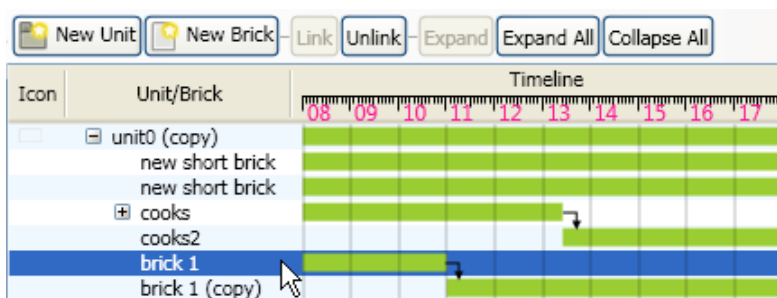 New Unit New Brick Link Unlink Expand Expand All Collapse All
Icon Unit/Brick Timeline
08 09 10 11 12 13 14 15 16 17
unit0 (copy)
new short brick
new short brick
cooks
cooks2
brick 1
brick 1 (copy)